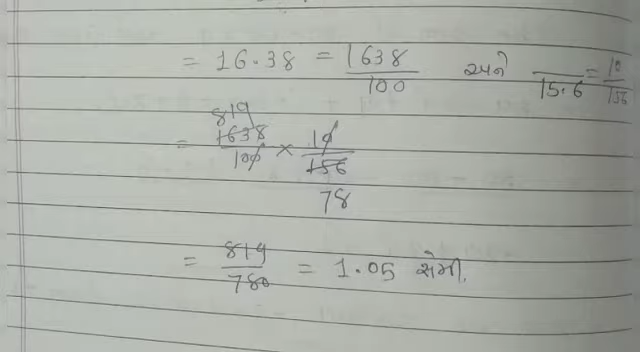 = 16.38 = 1638/100 અને /15.6 = 10/156
819
= 1638/100 × 10/156
78
= 819/780 = 1.05 સેમી.